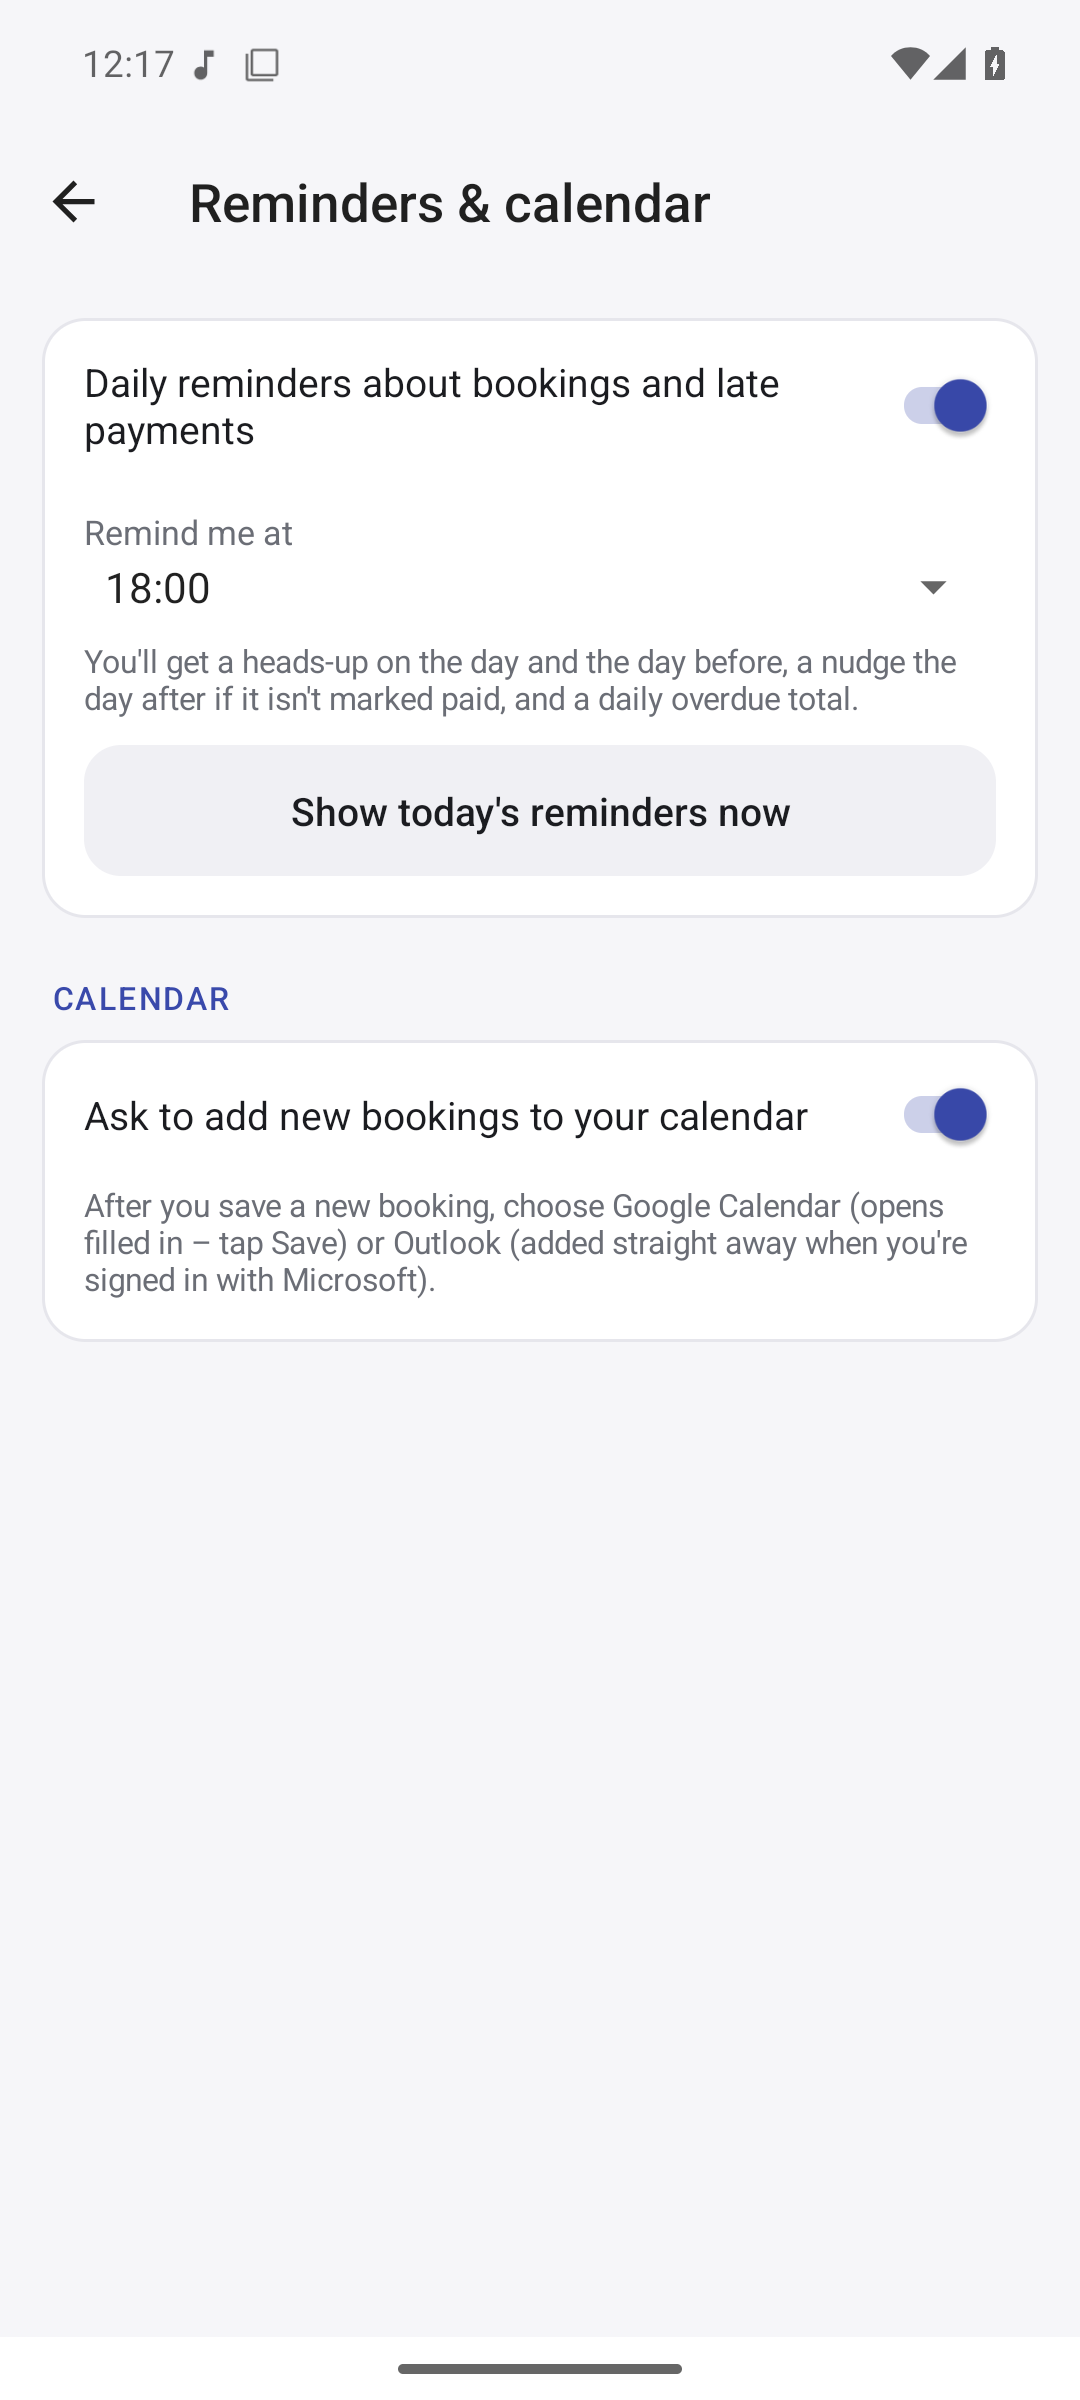 12:17
Reminders & calendar
Daily reminders about bookings and late
payments
Remind me at
18:00
You'll get a heads-up on the day and the day before, a nudge the
day after if it isn't marked paid, and a daily overdue total.
Show today's reminders now
CALENDAR
Ask to add new bookings to your calendar
After you save a new booking, choose Google Calendar (opens
filled in – tap Save) or Outlook (added straight away when you're
signed in with Microsoft).